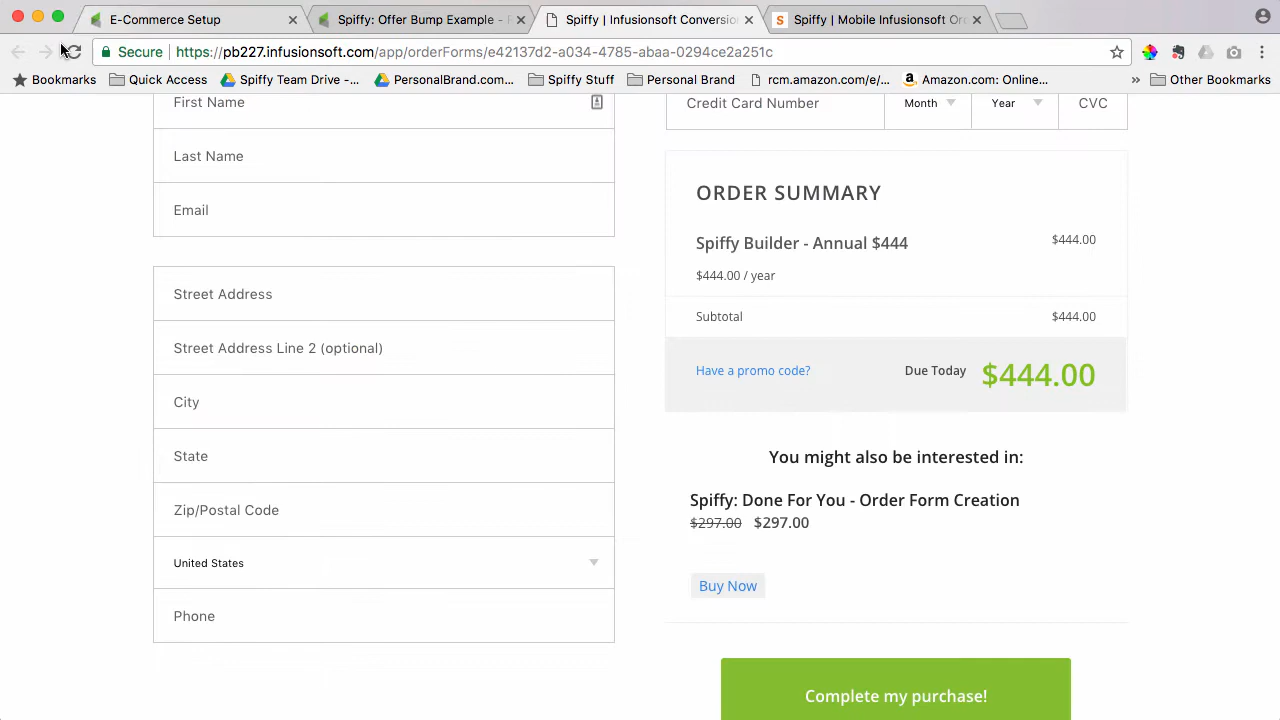 E-Commerce Setup
Spiffy: Offer Bump Example -
Spiffy | Infusionsoft Conversio
Spiffy | Mobile Infusionsoft Or
Secure
https://pb227.infusionsoft.com/app/orderForms/e42137d2-a034-4785-abaa-0294ce2a251c
Bookmarks
Quick Access
Spiffy Team Drive -...
PersonalBrand.com...
Spiffy Stuff
Personal Brand
rcm.amazon.com/e/...
Amazon.com: Online...
»
Other Bookmarks
First Name
Last Name
Email
Street Address
Street Address Line 2 (optional)
City
State
Zip/Postal Code
United States
Phone
Credit Card Number
Month
Year
CVC
ORDER SUMMARY
Spiffy Builder - Annual $444
$444.00
$444.00 / year
Subtotal
$444.00
Have a promo code?
Due Today
$444.00
You might also be interested in:
Spiffy: Done For You - Order Form Creation
$297.00 $297.00
Buy Now
Complete my purchase!